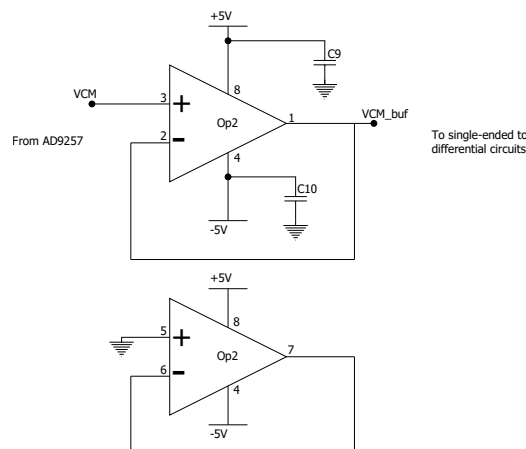 +5V
C9
8
VCM
3
+
VCM_buf
1
Op2
From AD9257
2
-
To single-ended to
differential circuits
4
C10
-5V
+5V
8
5
+
7
Op2
6
-
4
-5V